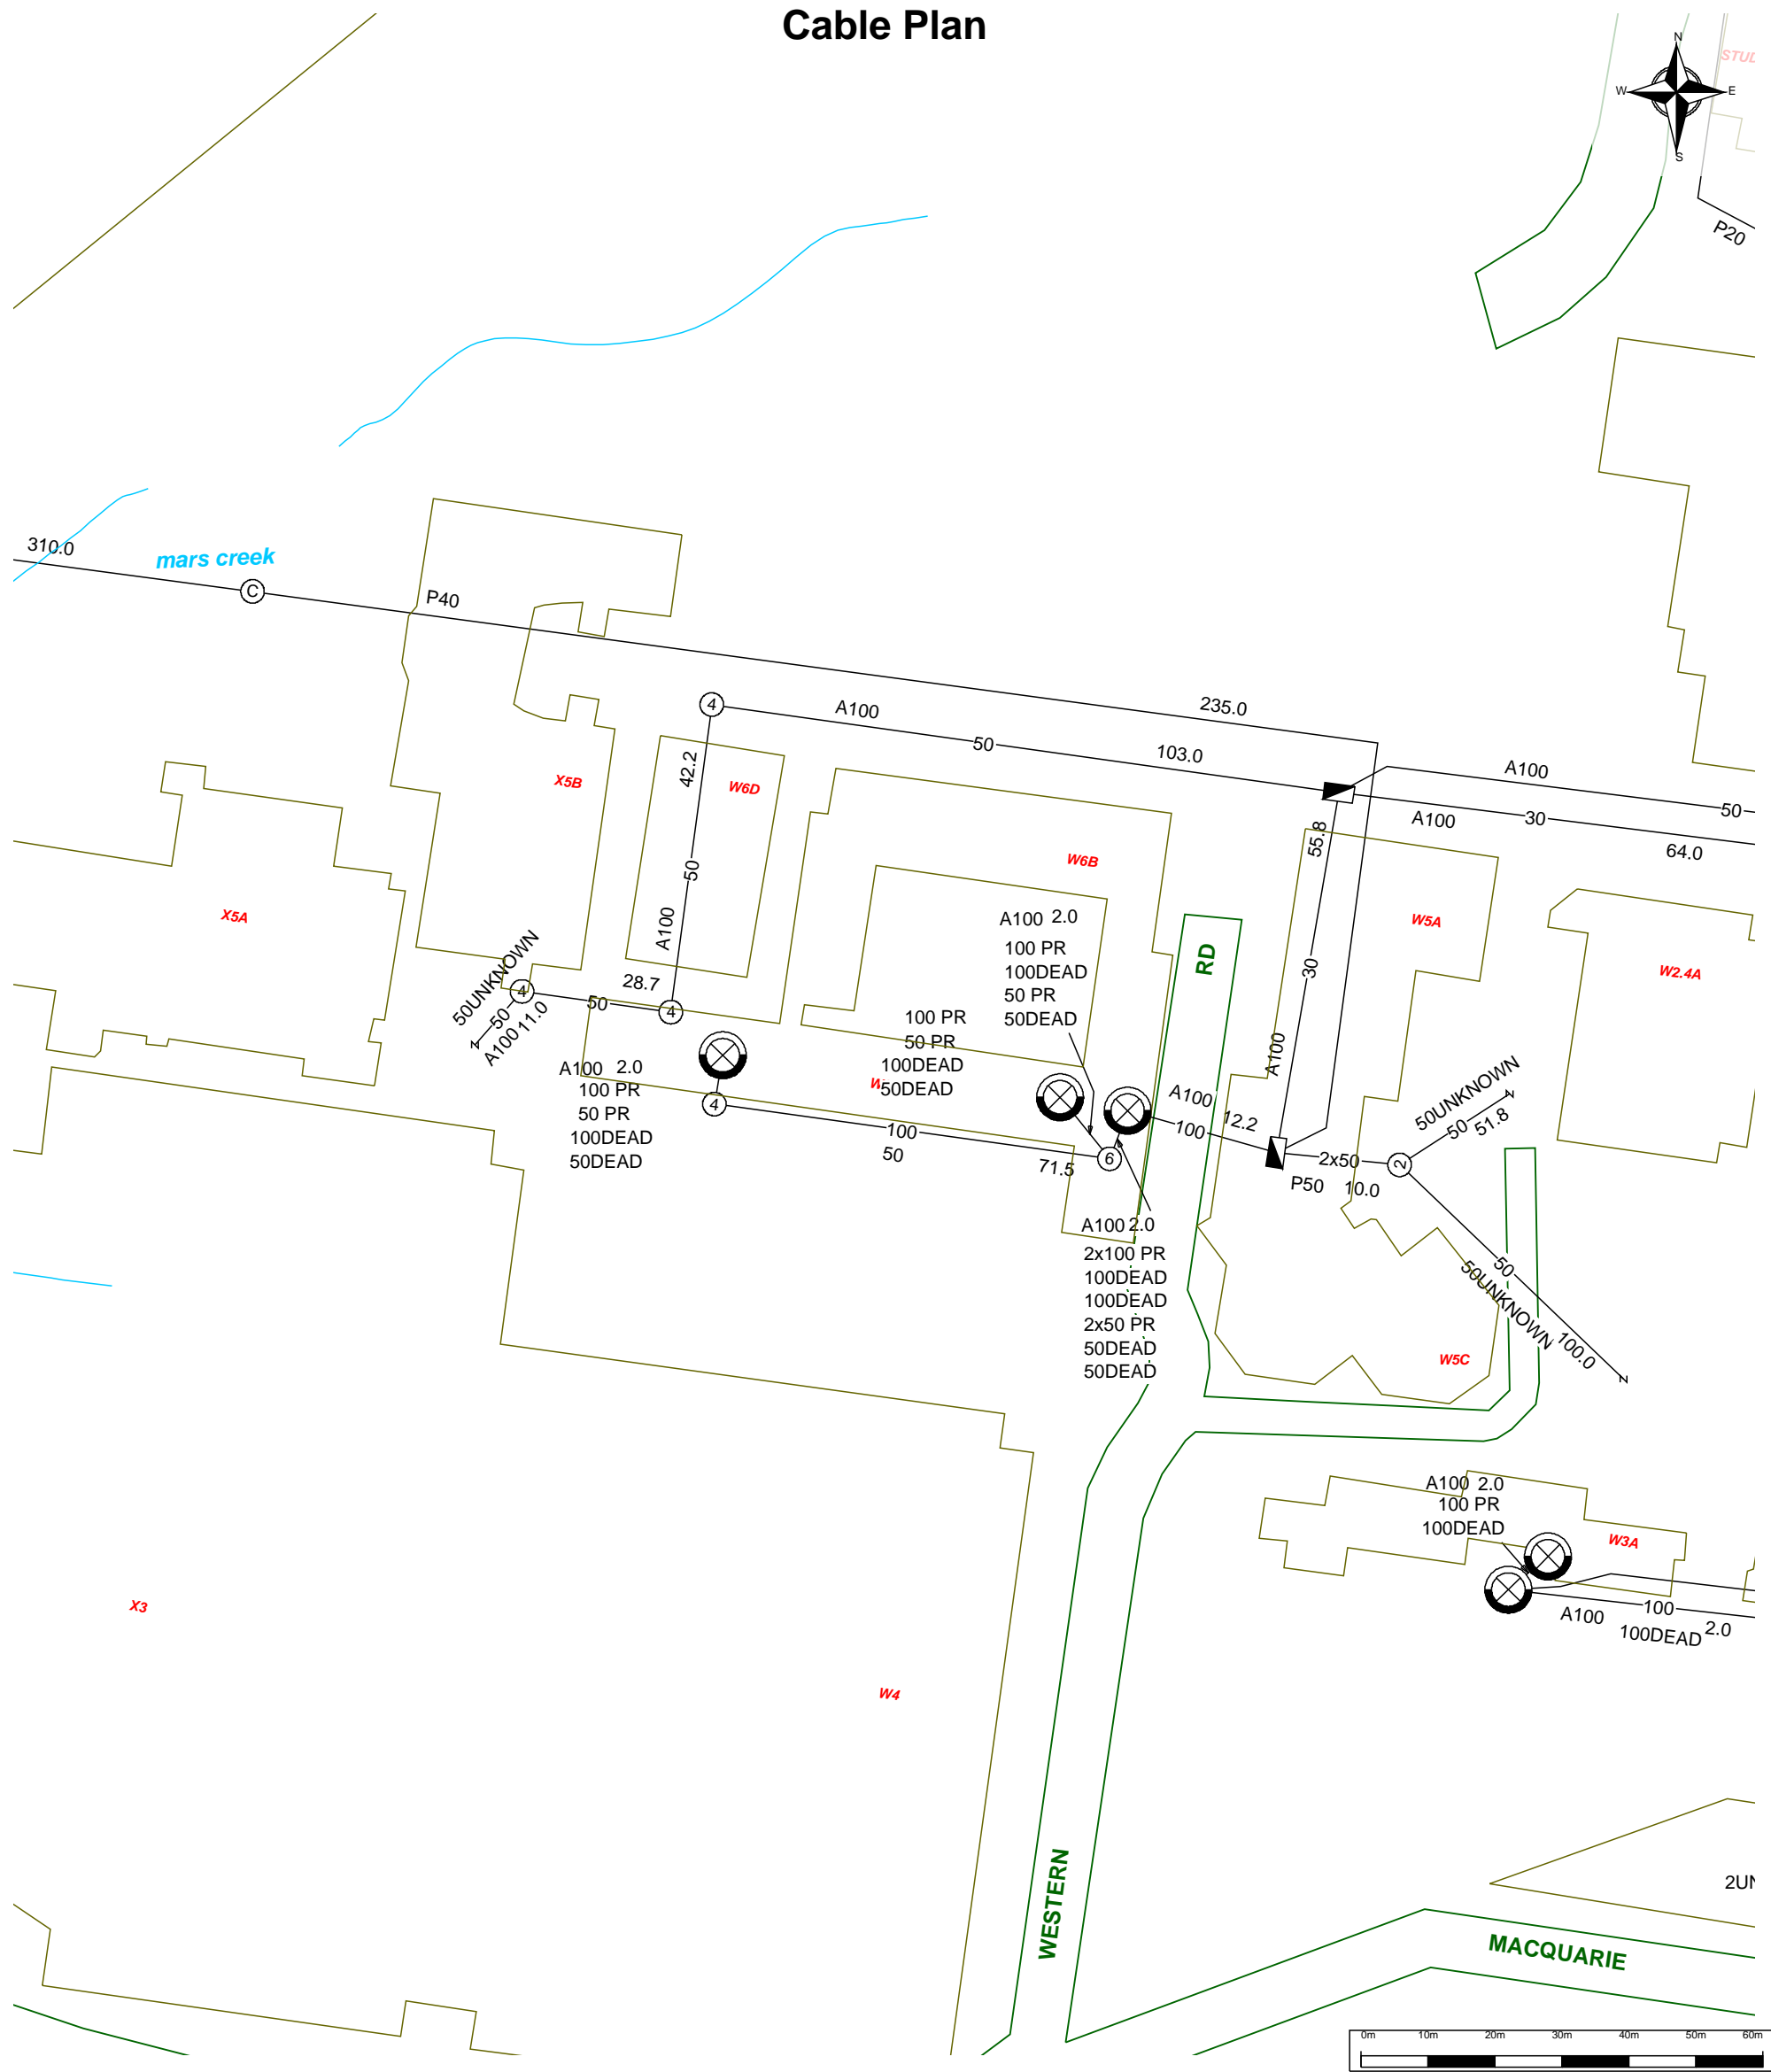 Cable Plan
N
W
E
S
STUD
P20
310.0
mars creek
C
P40
235.0
4
A100
50
103.0
A100
50
A100
30
64.0
42.2
50
A100
X5B
W6D
W6B
55.8
30
A100
W5A
W2.4A
X5A
RD
50UNKNOWN
4
50
A100 11.0
28.7
50
4
A100 2.0
100 PR
100DEAD
50 PR
50DEAD
100 PR
50 PR
100DEAD
50DEAD
A100 2.0
100 PR
50 PR
100DEAD
50DEAD
4
100
50
71.5
6
A100
12.2
100
50UNKNOWN
50
51.8
2x50
2
P50 10.0
A100 2.0
2x100 PR
100DEAD
100DEAD
2x50 PR
50DEAD
50DEAD
50
50UNKNOWN
100.0
W5C
A100 2.0
100 PR
100DEAD
W3A
100
A100
100DEAD
2.0
X3
W4
WESTERN
2UN
MACQUARIE
0m 10m 20m 30m 40m 50m 60m